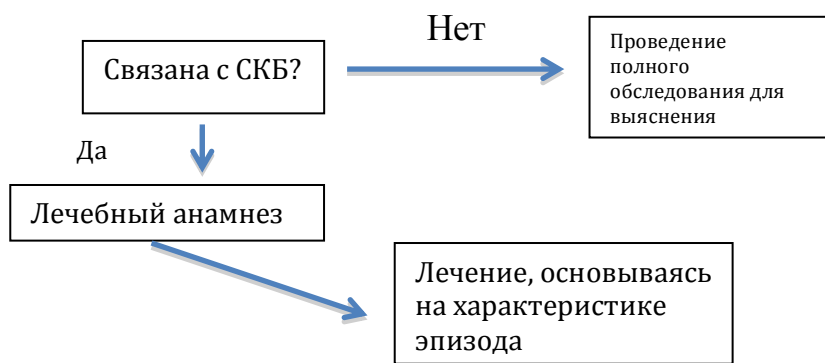 Нет
Связана с СКБ?
Проведение
полного
обследования для
выяснения
Да
Лечебный анамнез
Лечение, основываясь
на характеристике
эпизода